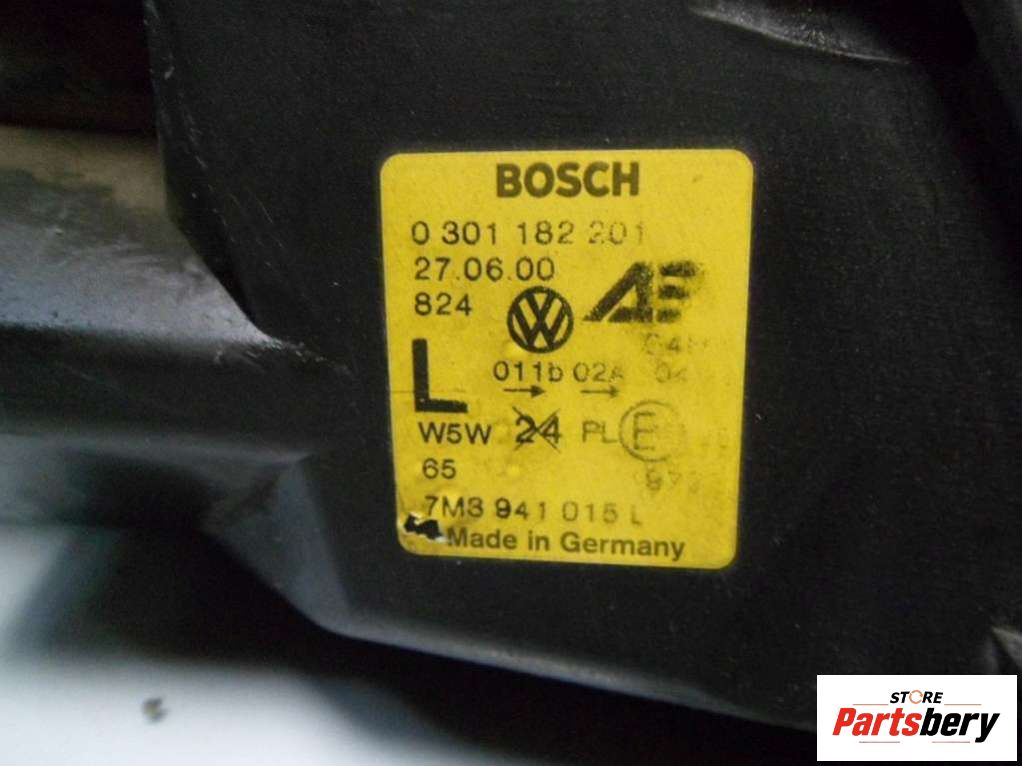 BOSCH
0 301 182 201
27.06.00
824
L
011b 02A
W5W 24 PL E
65
7M3 941 015 L
Made in Germany
STORE
Partsbery